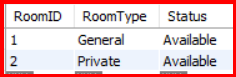 RoomID RoomType Status
1 General Available
2 Private Available